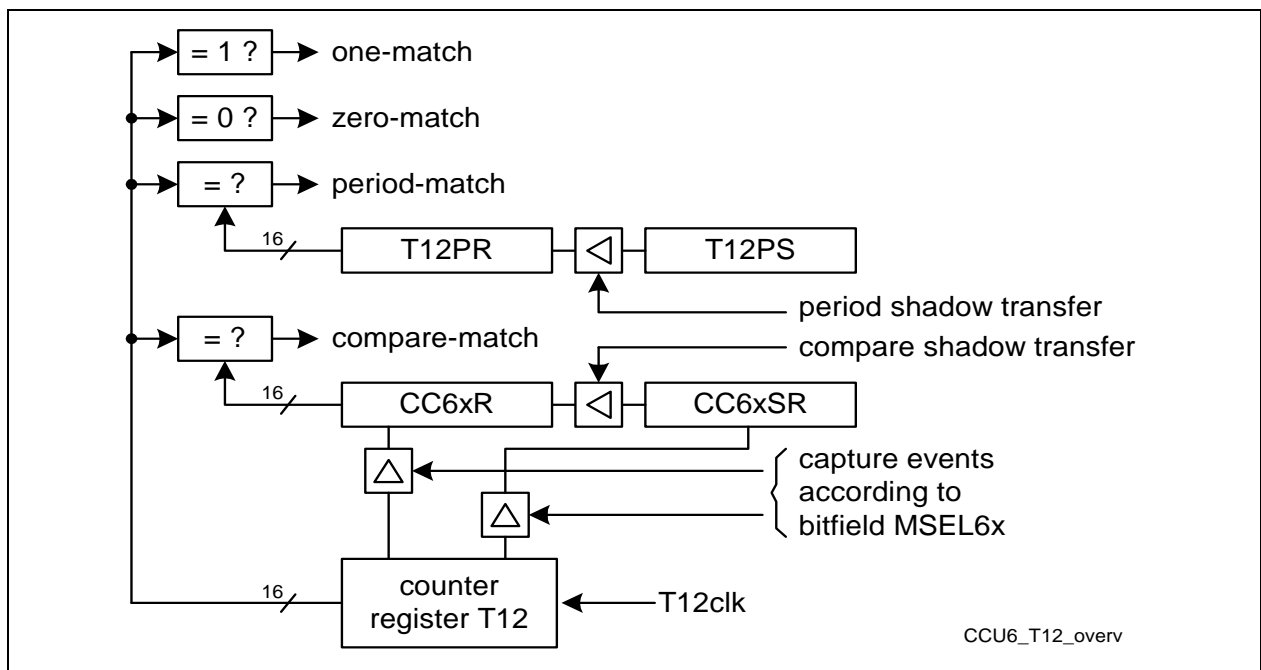 = 1 ?
one-match
= 0 ?
zero-match
= ?
period-match
16
T12PR
T12PS
period shadow transfer
= ?
compare-match
compare shadow transfer
16
CC6xR
CC6xSR
capture events
according to
bitfield MSEL6x
16
counter
register T12
T12clk
CCU6_T12_overv